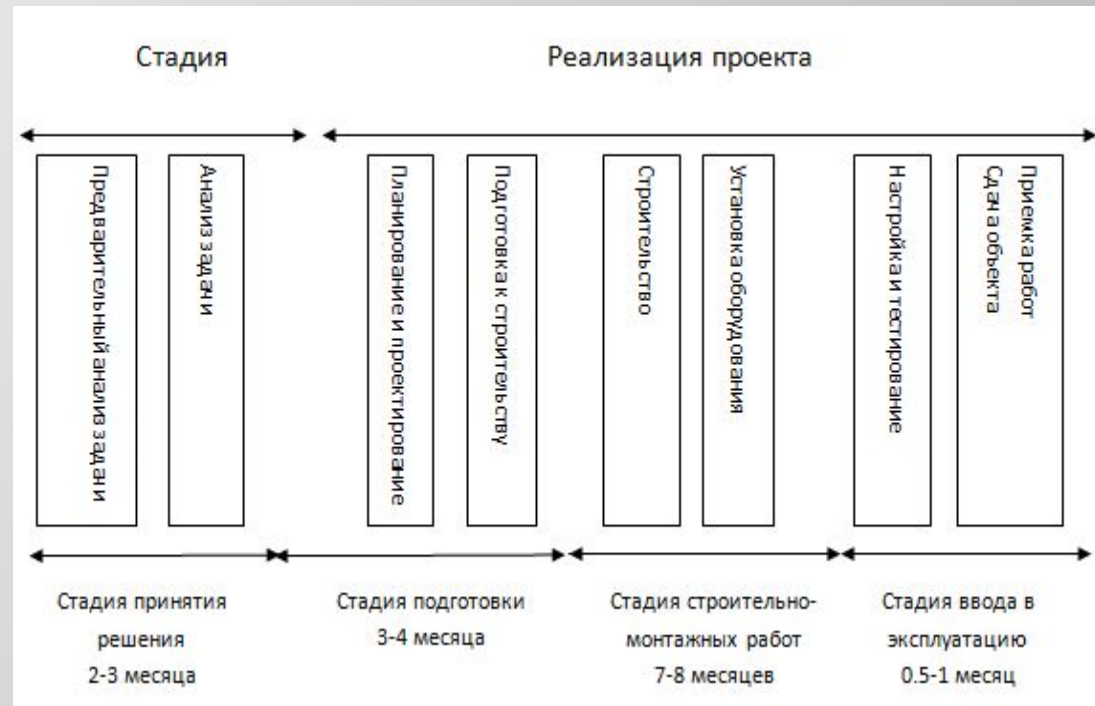 Стадия
Реализация проекта
Предварительный анализ задачи
Анализ задачи
Планирование и проектирование
Подготовка к строительству
Строительство
Установка оборудования
Настройка и тестирование
Приемка работ
Сдача объекта
Стадия принятия
решения
2-3 месяца
Стадия подготовки
3-4 месяца
Стадия строительно-
монтажных работ
7-8 месяцев
Стадия ввода в
эксплуатацию
0.5-1 месяц